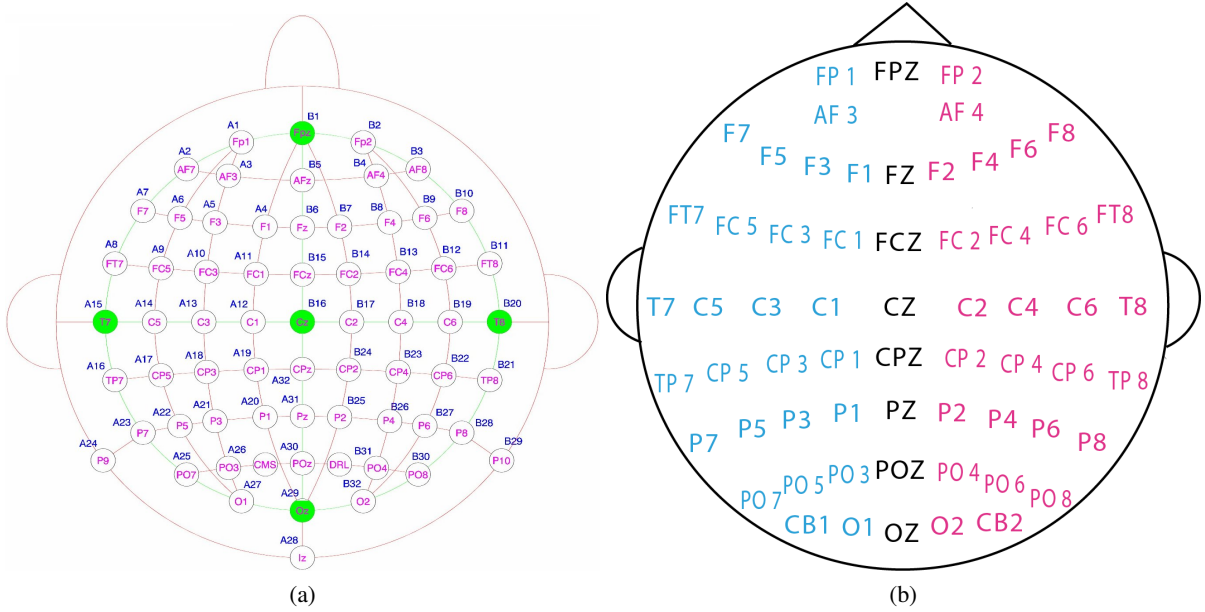 B1
A1 Fpz B2
Fp1 Fp2
A2 A3 B5 B4 B3
AF7 AF3 AFz AF4 AF8
A7 A6 A5 A4 B6 B7 B8 B9 B10
F7 F5 F3 F1 Fz F2 F4 F6 F8
A8 A9 A10 A11 B15 B14 B13 B12 B11
FT7 FC5 FC3 FC1 FCz FC2 FC4 FC6 FT8
A15 A14 A13 A12 B16 B17 B18 B19 B20
T7 C5 C3 C1 Cz C2 C4 C6 T8
A16 A17 A18 A19 A32 B24 B23 B22 B21
TP7 CP5 CP3 CP1 CPz CP2 CP4 CP6 TP8
A24 A23 A22 A21 A20 A31 B25 B26 B27 B28 B29
P9 P7 P5 P3 P1 Pz P2 P4 P6 P8 P10
A25 A26 A30 B31 B30
PO7 PO3 CMS POz DRL PO4 PO8
A27 A29 B32
O1 Oz O2
A28
Iz
(a)
FP 1 FPZ FP 2
AF 3 AF 4
F7 F5 F3 F1 FZ F2 F4 F6 F8
FT7 FC 5 FC 3 FC 1 FCZ FC 2 FC 4 FC 6 FT8
T7 C5 C3 C1 CZ C2 C4 C6 T8
TP 7 CP 5 CP 3 CP 1 CPZ CP 2 CP 4 CP 6 TP 8
P7 P5 P3 P1 PZ P2 P4 P6 P8
PO 7 PO 5 PO 3 POZ PO 4 PO 6 PO 8
CB1 O1 OZ O2 CB2
(b)